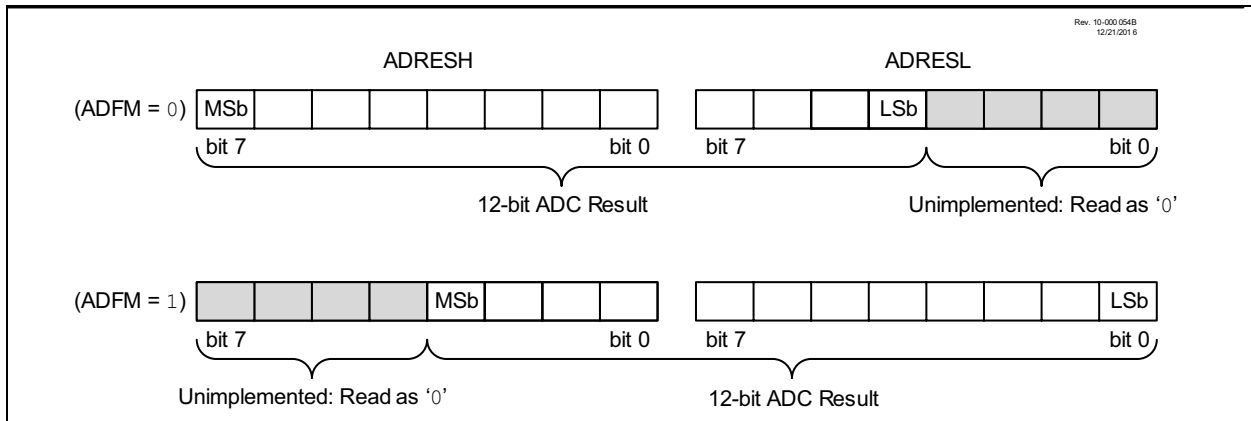 Rev. 10-000 054B
12/21/201 6
ADRESH ADRESL
(ADFM = 0) MSb LSb
bit 7 bit 0 bit 7 bit 0
12-bit ADC Result Unimplemented: Read as ‘0’
(ADFM = 1) MSb LSb
bit 7 bit 0 bit 7 bit 0
Unimplemented: Read as ‘0’ 12-bit ADC Result